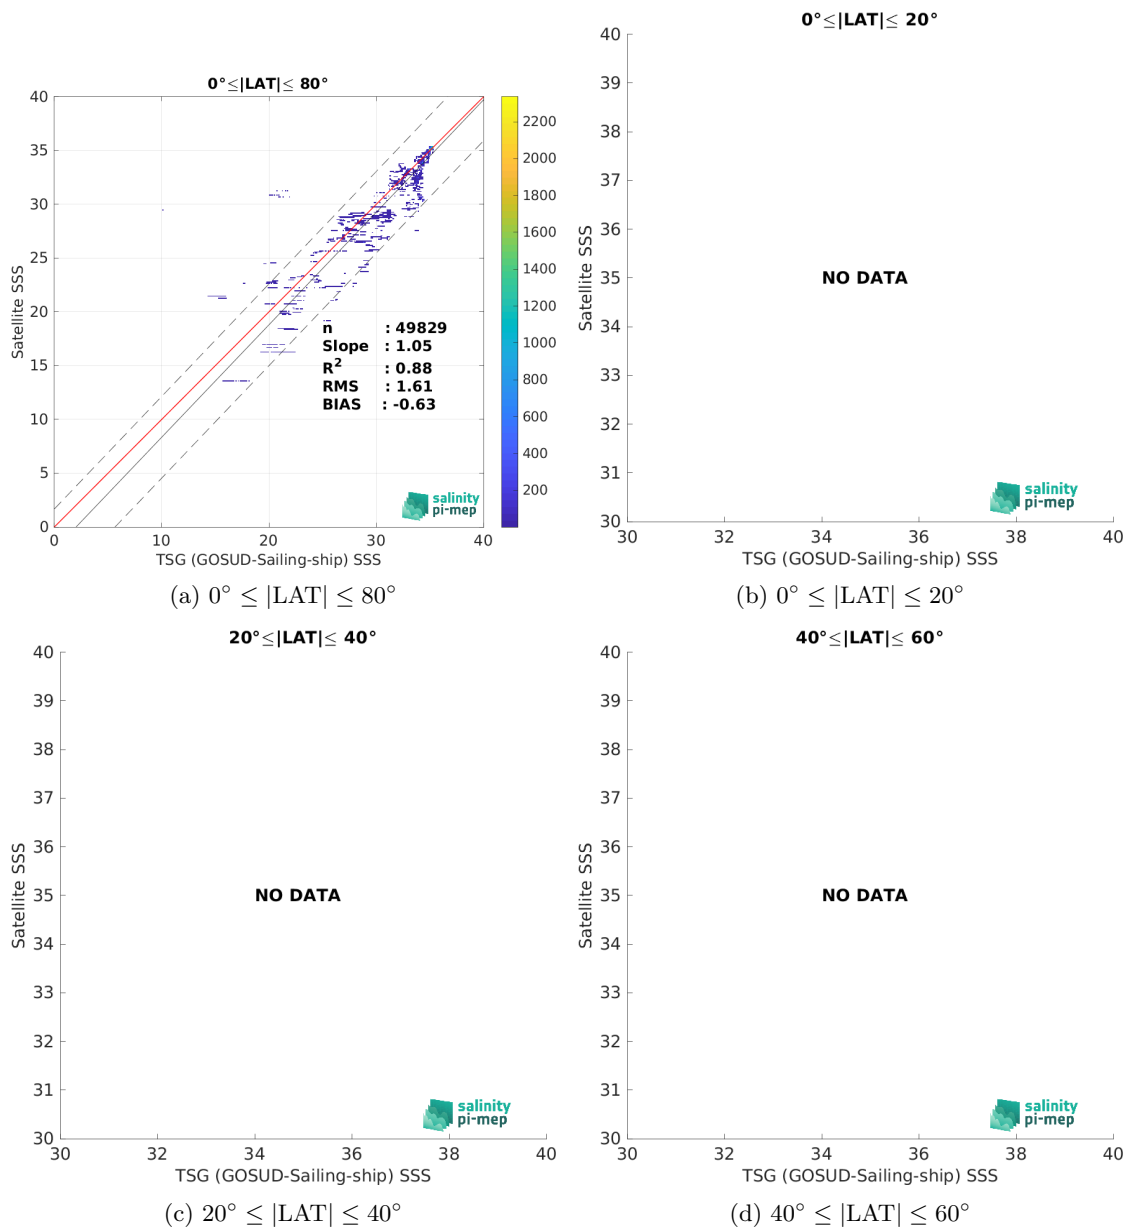 0°≤|LAT|≤ 80°
40
35
30
25
20
15
10
5
0
Satellite SSS
0
10
20
30
40
TSG (GOSUD-Sailing-ship) SSS
n : 49829
Slope : 1.05
R² : 0.88
RMS : 1.61
BIAS : -0.63
2200
2000
1800
1600
1400
1200
1000
800
600
400
200
salinity
pi-mep
(a) 0° ≤ |LAT| ≤ 80°
0°≤|LAT|≤ 20°
40
39
38
37
36
35
34
33
32
31
30
Satellite SSS
NO DATA
salinity
pi-mep
30
32
34
36
38
40
TSG (GOSUD-Sailing-ship) SSS
(b) 0° ≤ |LAT| ≤ 20°
20°≤|LAT|≤ 40°
40
39
38
37
36
35
34
33
32
31
30
Satellite SSS
NO DATA
salinity
pi-mep
30
32
34
36
38
40
TSG (GOSUD-Sailing-ship) SSS
(c) 20° ≤ |LAT| ≤ 40°
40°≤|LAT|≤ 60°
40
39
38
37
36
35
34
33
32
31
30
Satellite SSS
NO DATA
salinity
pi-mep
30
32
34
36
38
40
TSG (GOSUD-Sailing-ship) SSS
(d) 40° ≤ |LAT| ≤ 60°